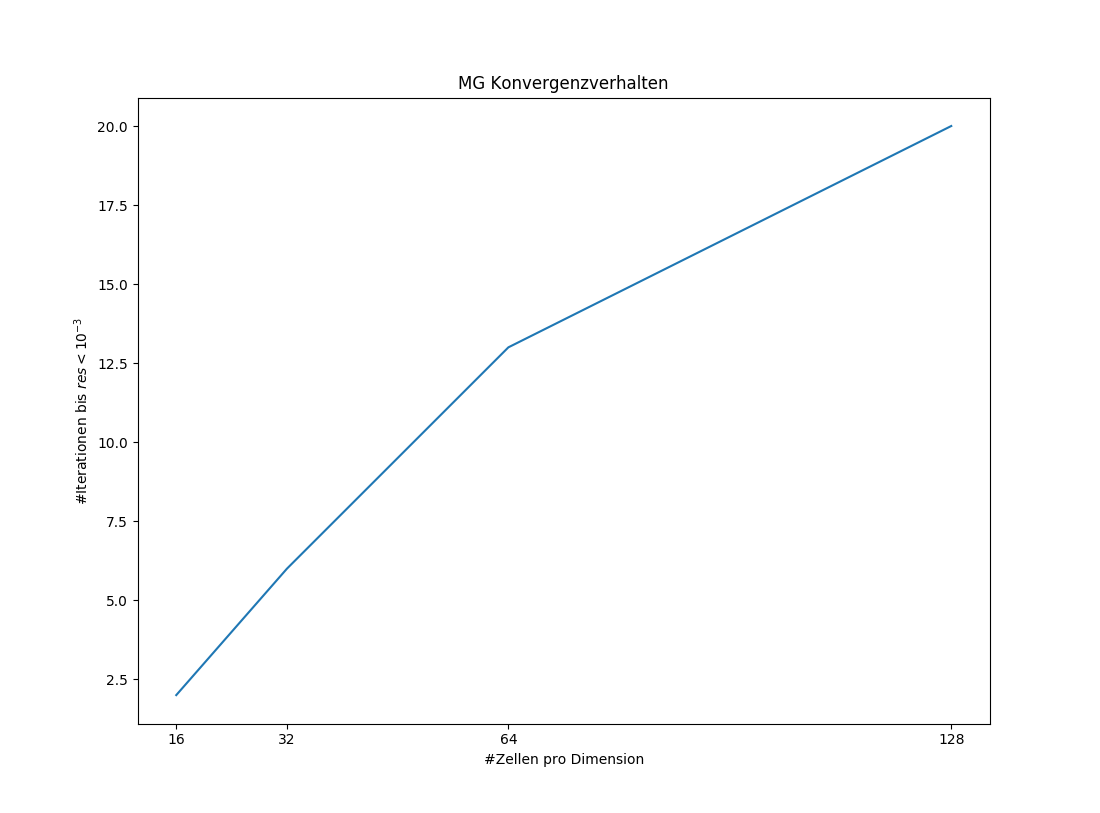 MG Konvergenzverhalten
20.0
17.5
15.0
12.5
10.0
7.5
5.0
2.5
#Iterationen bis res < 10⁻³
16 32 64 128
#Zellen pro Dimension